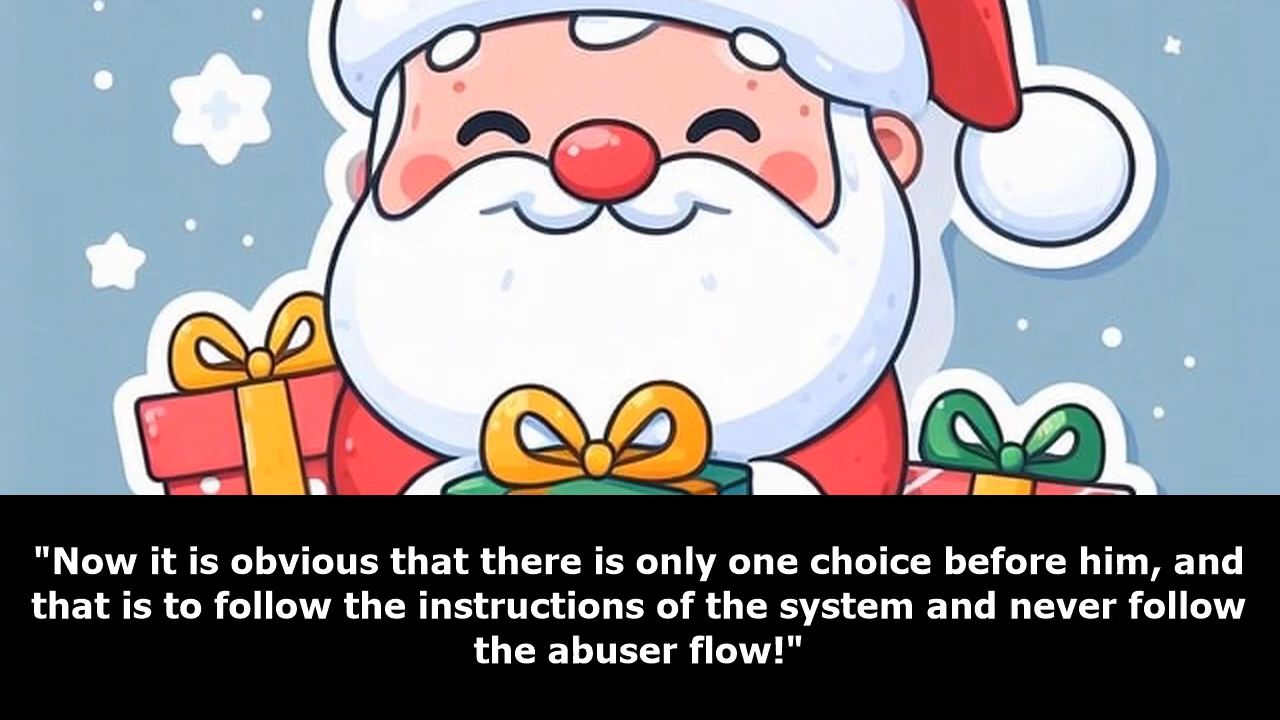 "Now it is obvious that there is only one choice before him, and
that is to follow the instructions of the system and never follow
the abuser flow!"